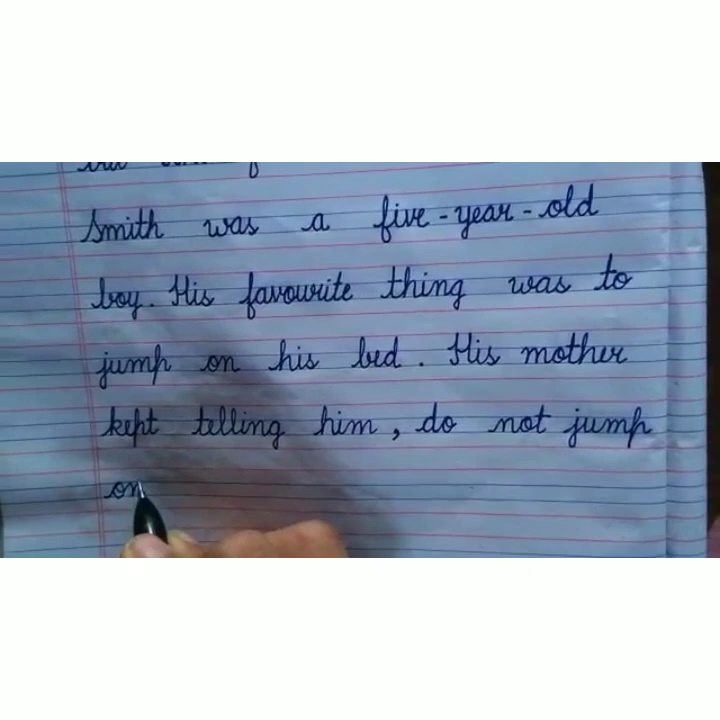 Smith was a five-year-old
boy. His favourite thing was to
jump on his bed. His mother
kept telling him, do not jump
on